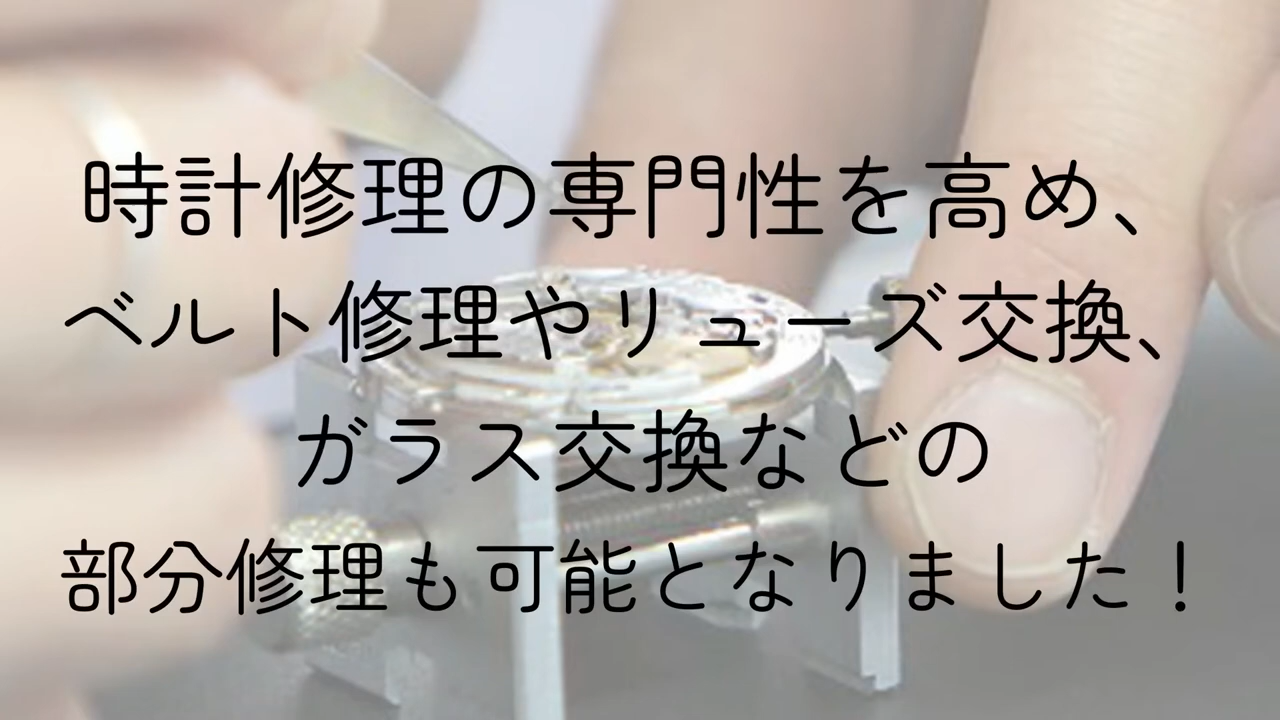 時計修理の専門性を高め、
ベルト修理やリューズ交換、
ガラス交換などの
部分修理も可能となりました！